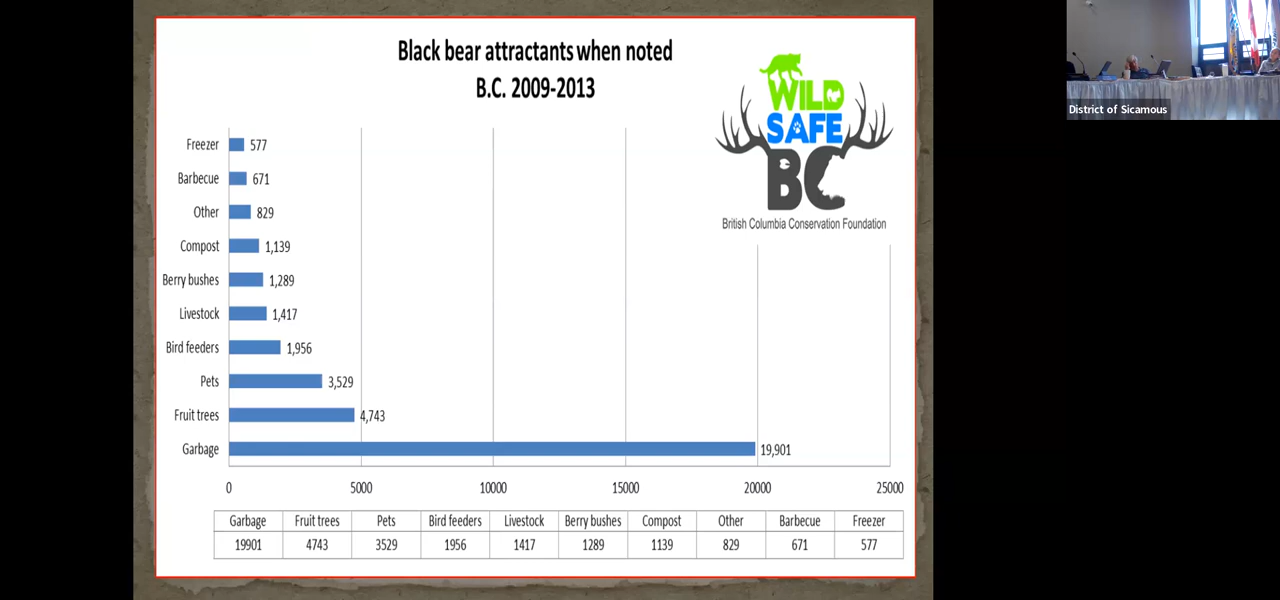 Black bear attractants when noted
B.C. 2009-2013
WILD
SAFE
BC
British Columbia Conservation Foundation
District of Sicamous
Freezer 577
Barbecue 671
Other 829
Compost 1,139
Berry bushes 1,289
Livestock 1,417
Bird feeders 1,956
Pets 3,529
Fruit trees 4,743
Garbage 19,901
0 5000 10000 15000 20000 25000
Garbage Fruit trees Pets Bird feeders Livestock Berry bushes Compost Other Barbecue Freezer
19901 4743 3529 1956 1417 1289 1139 829 671 577